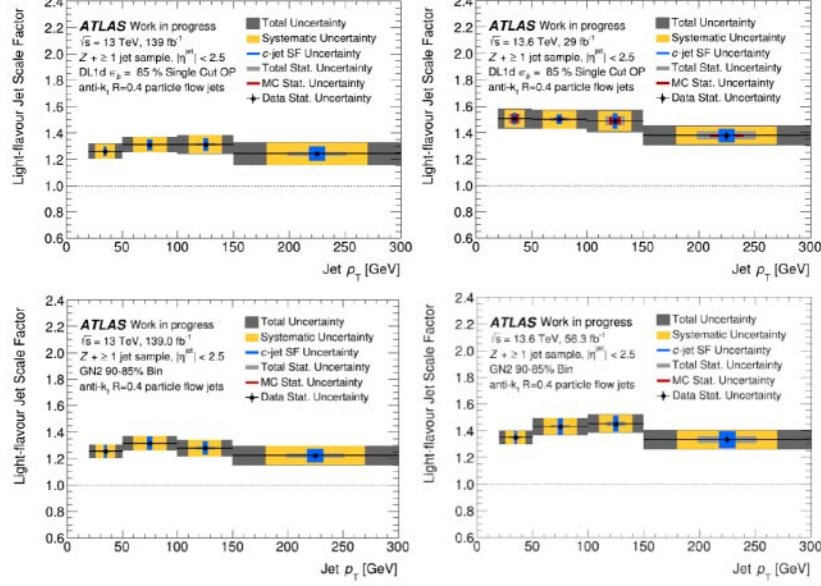 ATLAS Work in progress
√s = 13 TeV, 139 fb⁻¹
Z + ≥ 1 jet sample, |η^jet| < 2.5
DL1d ε_b = 85 % Single Cut OP
anti-k_t R=0.4 particle flow jets
Total Uncertainty
Systematic Uncertainty
c-jet SF Uncertainty
Total Stat. Uncertainty
MC Stat. Uncertainty
Data Stat. Uncertainty
Light-flavour Jet Scale Factor
2.4
2.2
2.0
1.8
1.6
1.4
1.2
1.0
0.8
0.6
0 50 100 150 200 250 300
Jet p_T [GeV]
ATLAS Work in progress
√s = 13.6 TeV, 29 fb⁻¹
Z + ≥ 1 jet sample, |η^jet| < 2.5
DL1d ε_b = 85 % Single Cut OP
anti-k_t R=0.4 particle flow jets
Total Uncertainty
Systematic Uncertainty
c-jet SF Uncertainty
Total Stat. Uncertainty
MC Stat. Uncertainty
Data Stat. Uncertainty
Light-flavour Jet Scale Factor
2.4
2.2
2.0
1.8
1.6
1.4
1.2
1.0
0.8
0.6
0 50 100 150 200 250 300
Jet p_T [GeV]
ATLAS Work in progress
√s = 13 TeV, 139.0 fb⁻¹
Z + ≥ 1 jet sample, |η^jet| < 2.5
GN2 90-85% Bin
anti-k_t R=0.4 particle flow jets
Total Uncertainty
Systematic Uncertainty
c-jet SF Uncertainty
Total Stat. Uncertainty
MC Stat. Uncertainty
Data Stat. Uncertainty
Light-flavour Jet Scale Factor
2.4
2.2
2.0
1.8
1.6
1.4
1.2
1.0
0.8
0.6
0 50 100 150 200 250 300
Jet p_T [GeV]
ATLAS Work in progress
√s = 13.6 TeV, 56.3 fb⁻¹
Z + ≥ 1 jet sample, |η^jet| < 2.5
GN2 90-85% Bin
anti-k_t R=0.4 particle flow jets
Total Uncertainty
Systematic Uncertainty
c-jet SF Uncertainty
Total Stat. Uncertainty
MC Stat. Uncertainty
Data Stat. Uncertainty
Light-flavour Jet Scale Factor
2.4
2.2
2.0
1.8
1.6
1.4
1.2
1.0
0.8
0.6
0 50 100 150 200 250 300
Jet p_T [GeV]